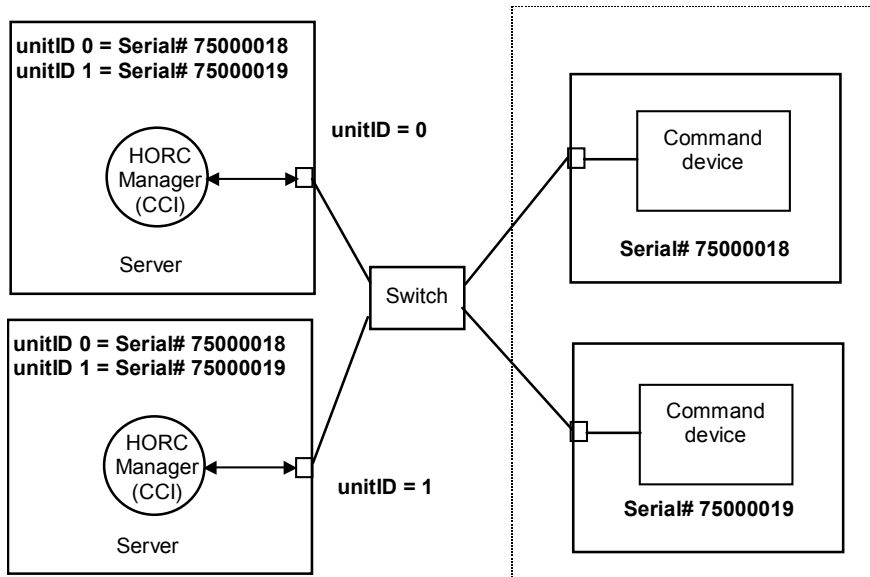 unitID 0 = Serial# 75000018
unitID 1 = Serial# 75000019
HORC
Manager
(CCI)
Server
unitID = 0
Switch
Command
device
Serial# 75000018
unitID 0 = Serial# 75000018
unitID 1 = Serial# 75000019
HORC
Manager
(CCI)
Server
unitID = 1
Command
device
Serial# 75000019